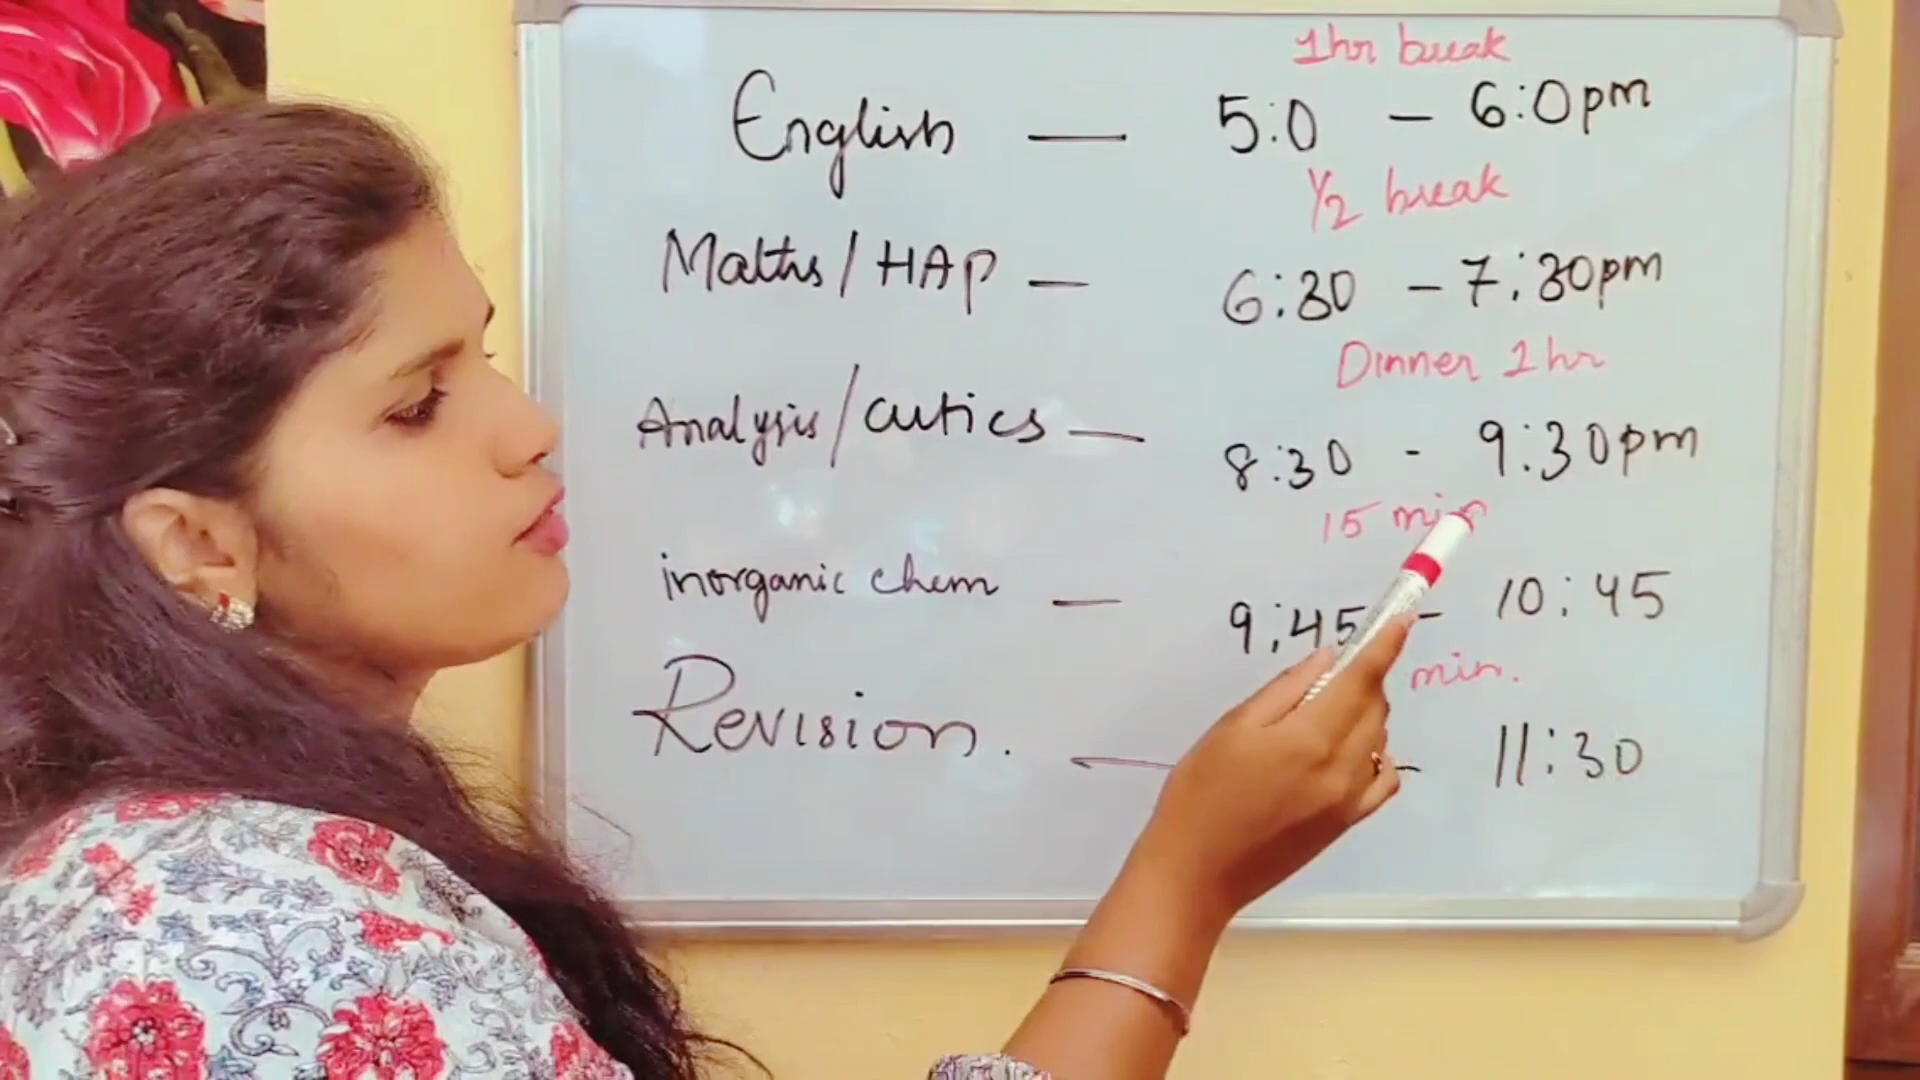 1hr break
English — 5:0 – 6:0pm
1/2 break
Maths/HAP – 6:30 – 7:30pm
Dinner 1hr
Analysis/cutics — 8:30 - 9:30pm
15 min
inorganic chem – 9:45 - 10:45
min.
Revision. — - 11:30